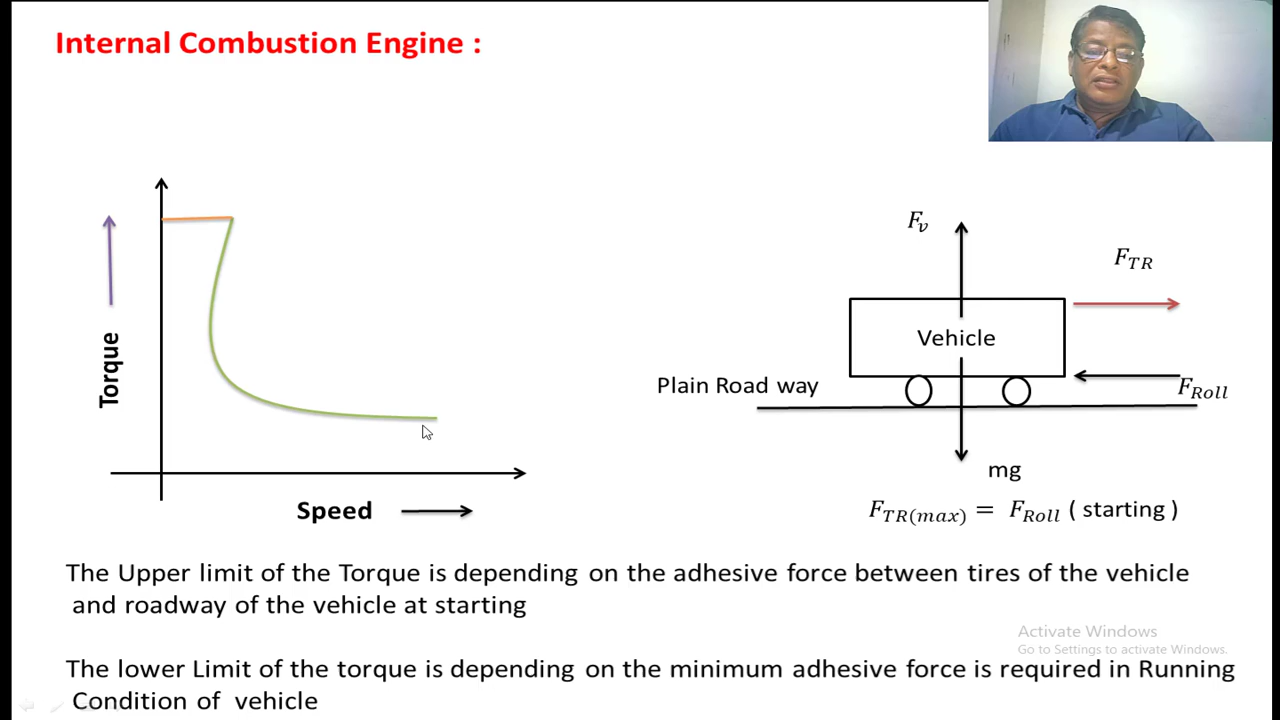 Internal Combustion Engine :
Torque
Speed
F_v
F_TR
Vehicle
Plain Road way
F_Roll
mg
F_TR(max) = F_Roll ( starting )
The Upper limit of the Torque is depending on the adhesive force between tires of the vehicle
and roadway of the vehicle at starting
Activate Windows
Go to Settings to activate Windows.
The lower Limit of the torque is depending on the minimum adhesive force is required in Running
Condition of vehicle